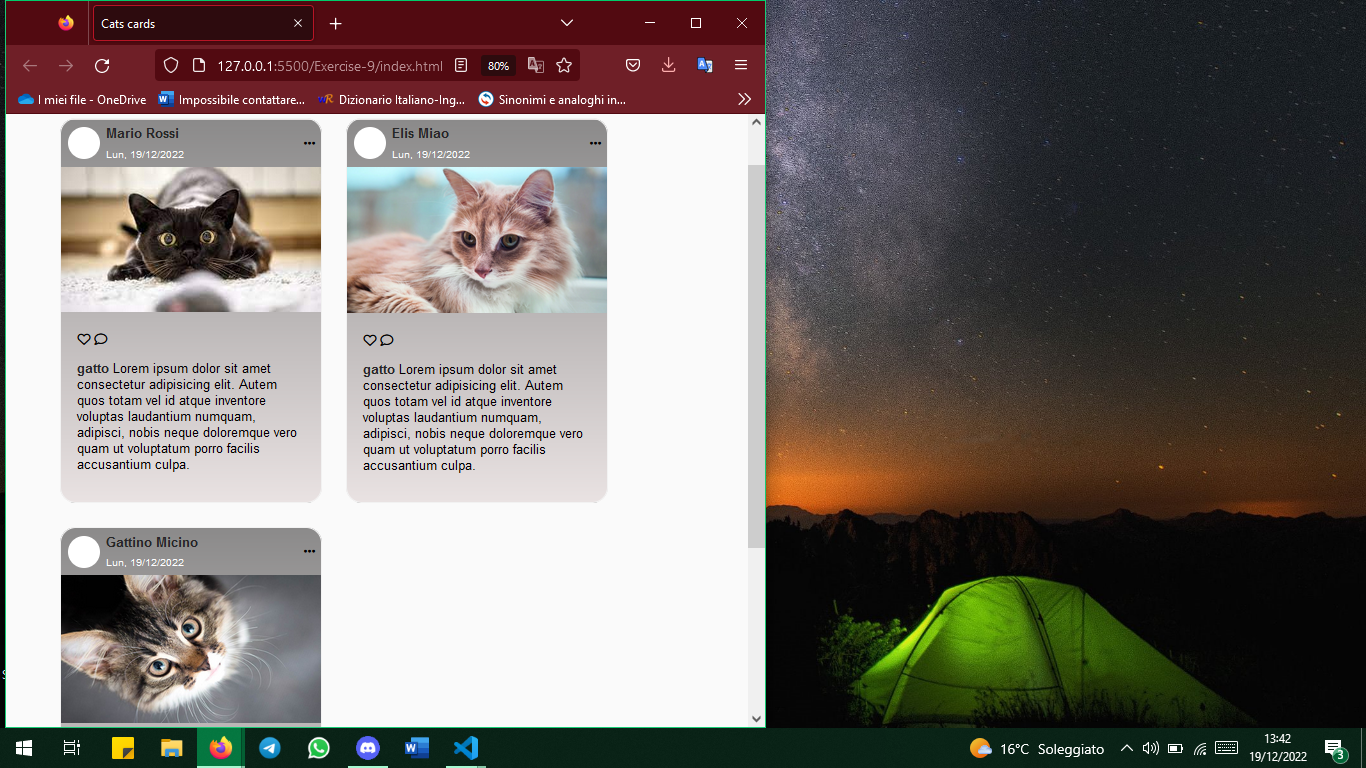 Cats cards
127.0.0.1:5500/Exercise-9/index.html
80%
I miei file - OneDrive
Impossibile contattare...
Dizionario Italiano-Ing...
Sinonimi e analoghi in...
Mario Rossi
Lun, 19/12/2022
gatto Lorem ipsum dolor sit amet
consectetur adipisicing elit. Autem
quos totam vel id atque inventore
voluptas laudantium numquam,
adipisci, nobis neque doloremque vero
quam ut voluptatum porro facilis
accusantium culpa.
Elis Miao
Lun, 19/12/2022
gatto Lorem ipsum dolor sit amet
consectetur adipisicing elit. Autem
quos totam vel id atque inventore
voluptas laudantium numquam,
adipisci, nobis neque doloremque vero
quam ut voluptatum porro facilis
accusantium culpa.
Gattino Micino
Lun, 19/12/2022
16°C Soleggiato
13:42
19/12/2022
3